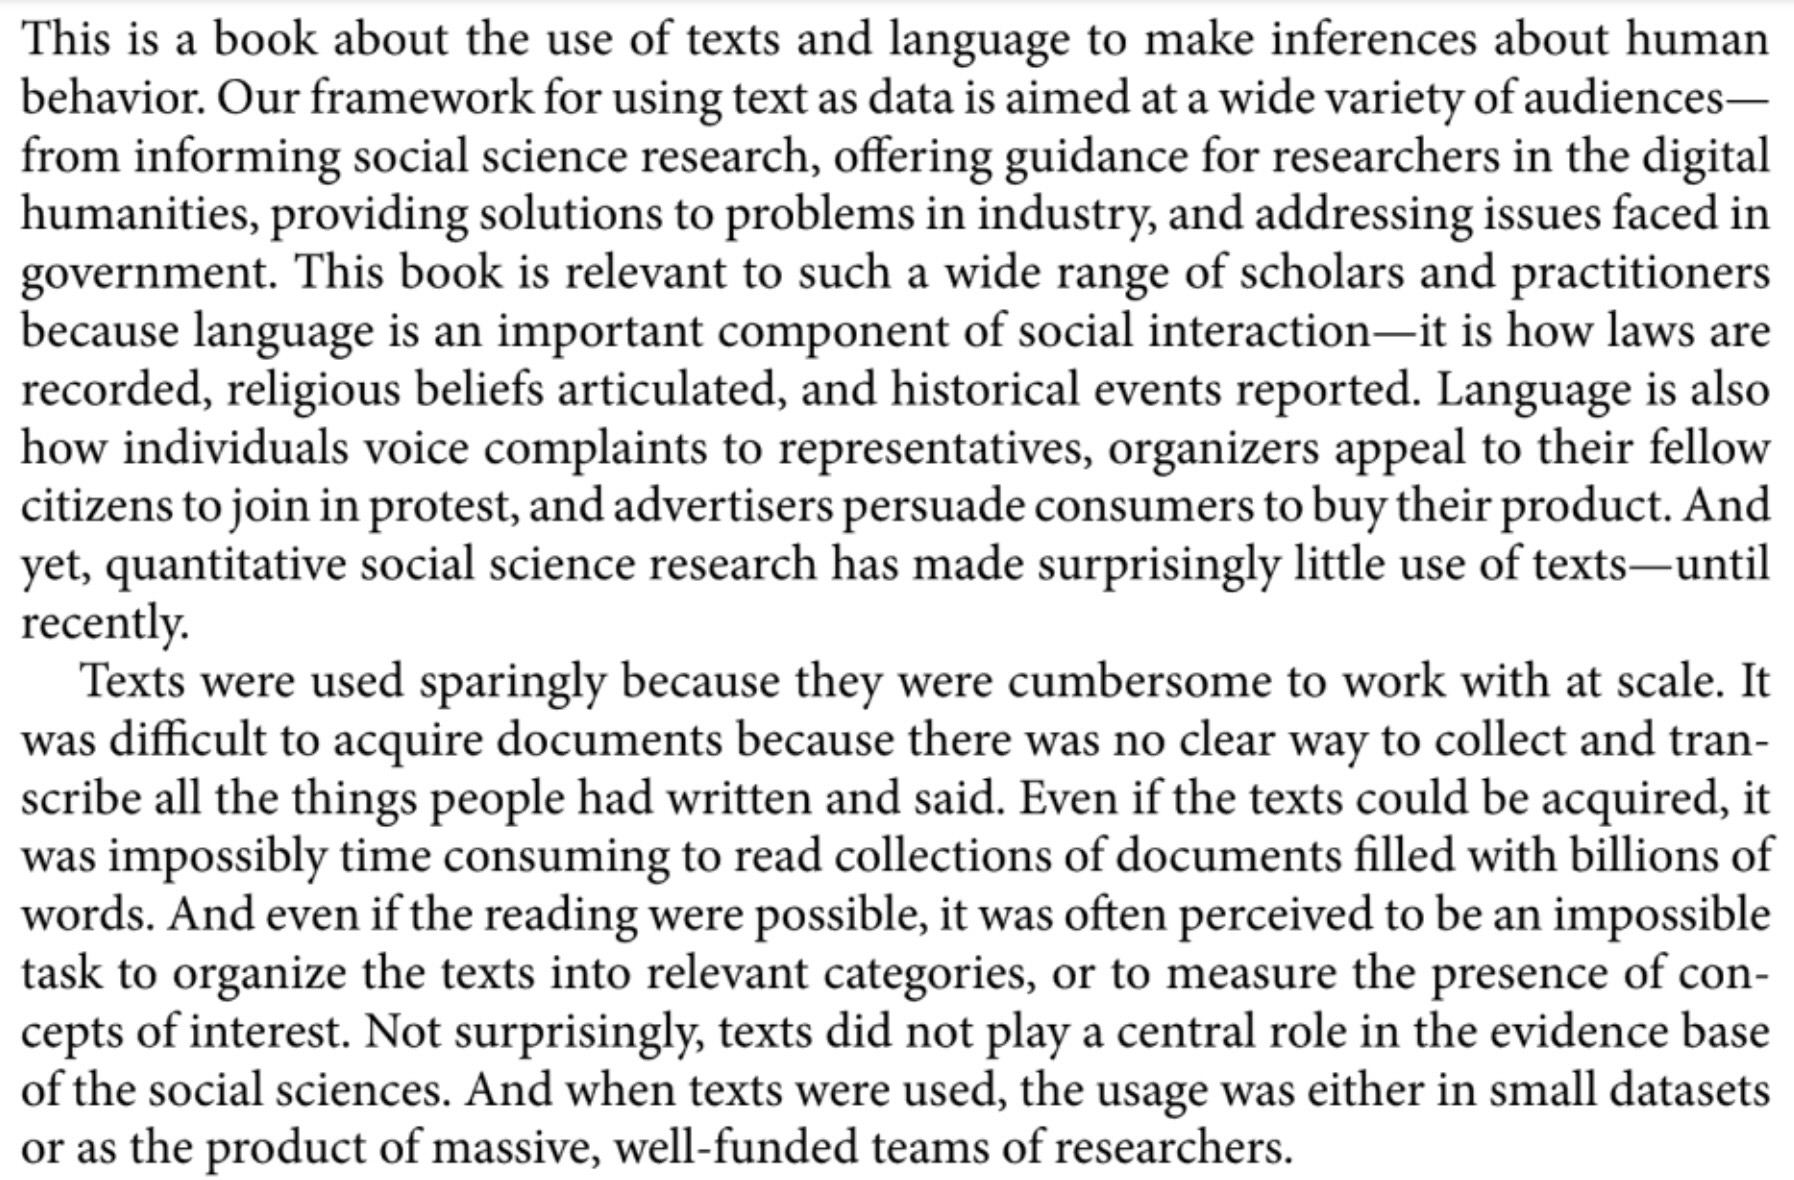 This is a book about the use of texts and language to make inferences about human
behavior. Our framework for using text as data is aimed at a wide variety of audiences—
from informing social science research, offering guidance for researchers in the digital
humanities, providing solutions to problems in industry, and addressing issues faced in
government. This book is relevant to such a wide range of scholars and practitioners
because language is an important component of social interaction—it is how laws are
recorded, religious beliefs articulated, and historical events reported. Language is also
how individuals voice complaints to representatives, organizers appeal to their fellow
citizens to join in protest, and advertisers persuade consumers to buy their product. And
yet, quantitative social science research has made surprisingly little use of texts—until
recently.
Texts were used sparingly because they were cumbersome to work with at scale. It
was difficult to acquire documents because there was no clear way to collect and tran-
scribe all the things people had written and said. Even if the texts could be acquired, it
was impossibly time consuming to read collections of documents filled with billions of
words. And even if the reading were possible, it was often perceived to be an impossible
task to organize the texts into relevant categories, or to measure the presence of con-
cepts of interest. Not surprisingly, texts did not play a central role in the evidence base
of the social sciences. And when texts were used, the usage was either in small datasets
or as the product of massive, well-funded teams of researchers.